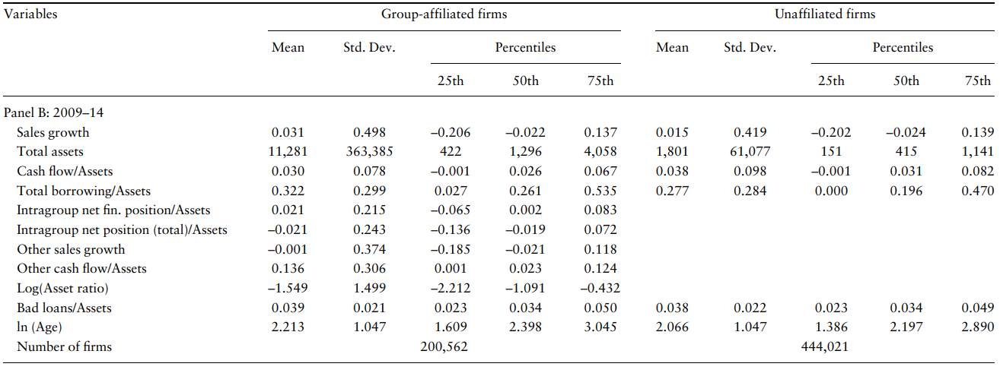 Variables Group-affiliated firms Unaffiliated firms
Mean Std. Dev. Percentiles Mean Std. Dev. Percentiles
25th 50th 75th 25th 50th 75th
Panel B: 2009–14
Sales growth 0.031 0.498 –0.206 –0.022 0.137 0.015 0.419 –0.202 –0.024 0.139
Total assets 11,281 363,385 422 1,296 4,058 1,801 61,077 151 415 1,141
Cash flow/Assets 0.030 0.078 –0.001 0.026 0.067 0.038 0.098 –0.001 0.031 0.082
Total borrowing/Assets 0.322 0.299 0.027 0.261 0.535 0.277 0.284 0.000 0.196 0.470
Intragroup net fin. position/Assets 0.021 0.215 –0.065 0.002 0.083
Intragroup net position (total)/Assets –0.021 0.243 –0.136 –0.019 0.072
Other sales growth –0.001 0.374 –0.185 –0.021 0.118
Other cash flow/Assets 0.136 0.306 0.001 0.023 0.124
Log(Asset ratio) –1.549 1.499 –2.212 –1.091 –0.432
Bad loans/Assets 0.039 0.021 0.023 0.034 0.050 0.038 0.022 0.023 0.034 0.049
ln (Age) 2.213 1.047 1.609 2.398 3.045 2.066 1.047 1.386 2.197 2.890
Number of firms 200,562 444,021